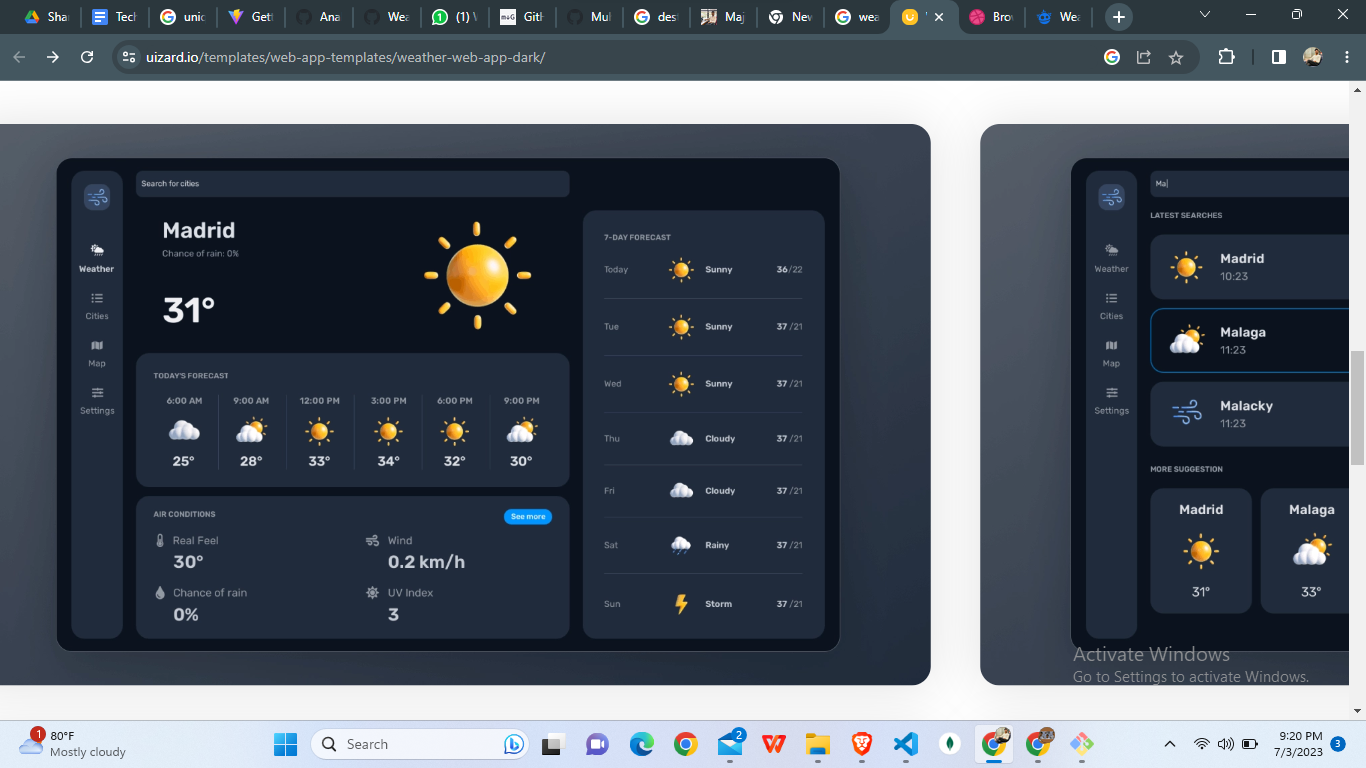 Sha
Tech
unic
Gett
Ana
Wea
(1) V
m&G
Gith
Mul
des
Maj
Nev
wea
Bro
Wea
uizard.io/templates/web-app-templates/weather-web-app-dark/
Search for cities
Madrid
Chance of rain: 0%
31°
Weather
Cities
Map
Settings
TODAY'S FORECAST
6:00 AM 9:00 AM 12:00 PM 3:00 PM 6:00 PM 9:00 PM
25° 28° 33° 34° 32° 30°
AIR CONDITIONS
See more
Real Feel
30°
Wind
0.2 km/h
Chance of rain
0%
UV Index
3
7-DAY FORECAST
Today Sunny 36/22
Tue Sunny 37/21
Wed Sunny 37/21
Thu Cloudy 37/21
Fri Cloudy 37/21
Sat Rainy 37/21
Sun Storm 37/21
Ma
LATEST SEARCHES
Weather
Cities
Map
Settings
Madrid
10:23
Malaga
11:23
Malacky
11:23
MORE SUGGESTION
Madrid
31°
Malaga
33°
Activate Windows
Go to Settings to activate Windows.
1
80°F
Mostly cloudy
Search
2
9:20 PM
7/3/2023
3